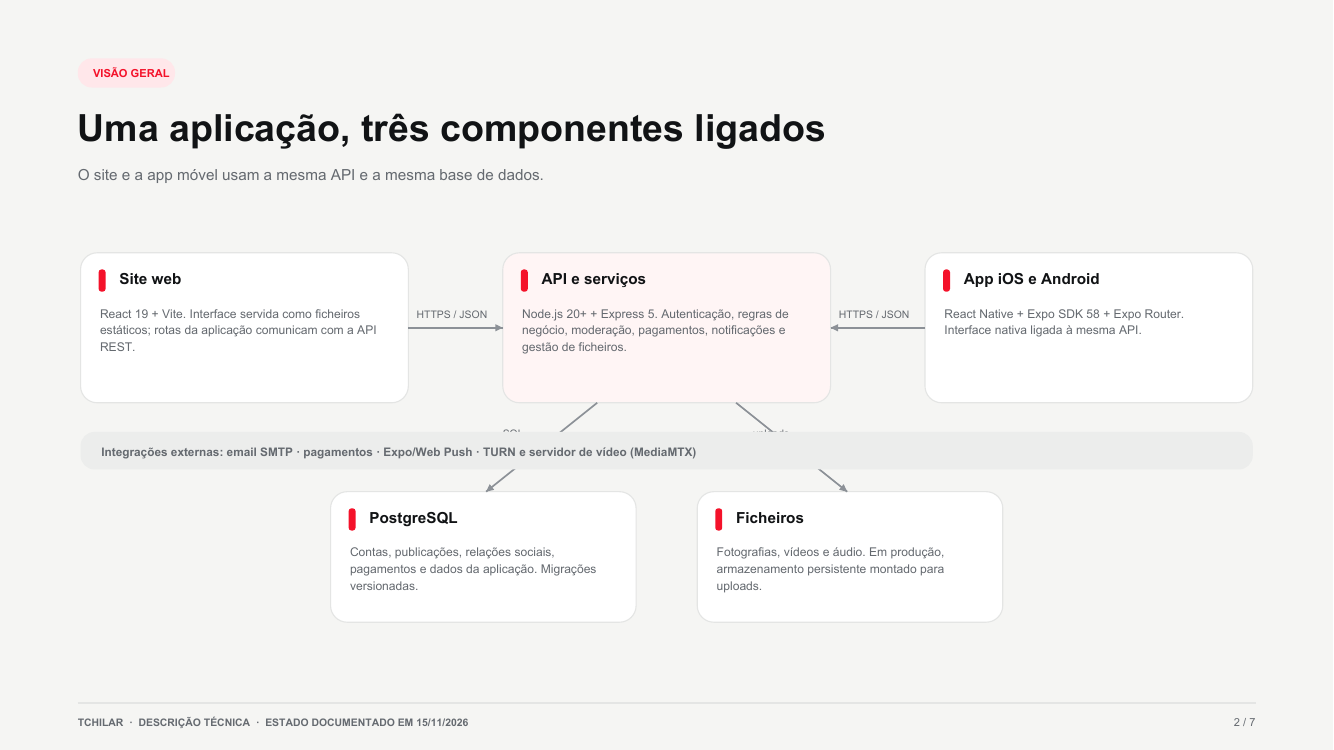 VISÃO GERAL
Uma aplicação, três componentes ligados
O site e a app móvel usam a mesma API e a mesma base de dados.
Site web
React 19 + Vite. Interface servida como ficheiros
estáticos; rotas da aplicação comunicam com a API
REST.
HTTPS / JSON
API e serviços
Node.js 20+ + Express 5. Autenticação, regras de
negócio, moderação, pagamentos, notificações e
gestão de ficheiros.
HTTPS / JSON
App iOS e Android
React Native + Expo SDK 58 + Expo Router.
Interface nativa ligada à mesma API.
Integrações externas: email SMTP · pagamentos · Expo/Web Push · TURN e servidor de vídeo (MediaMTX)
PostgreSQL
Contas, publicações, relações sociais,
pagamentos e dados da aplicação. Migrações
versionadas.
Ficheiros
Fotografias, vídeos e áudio. Em produção,
armazenamento persistente montado para
uploads.
TCHILAR · DESCRIÇÃO TÉCNICA · ESTADO DOCUMENTADO EM 15/11/2026
2 / 7